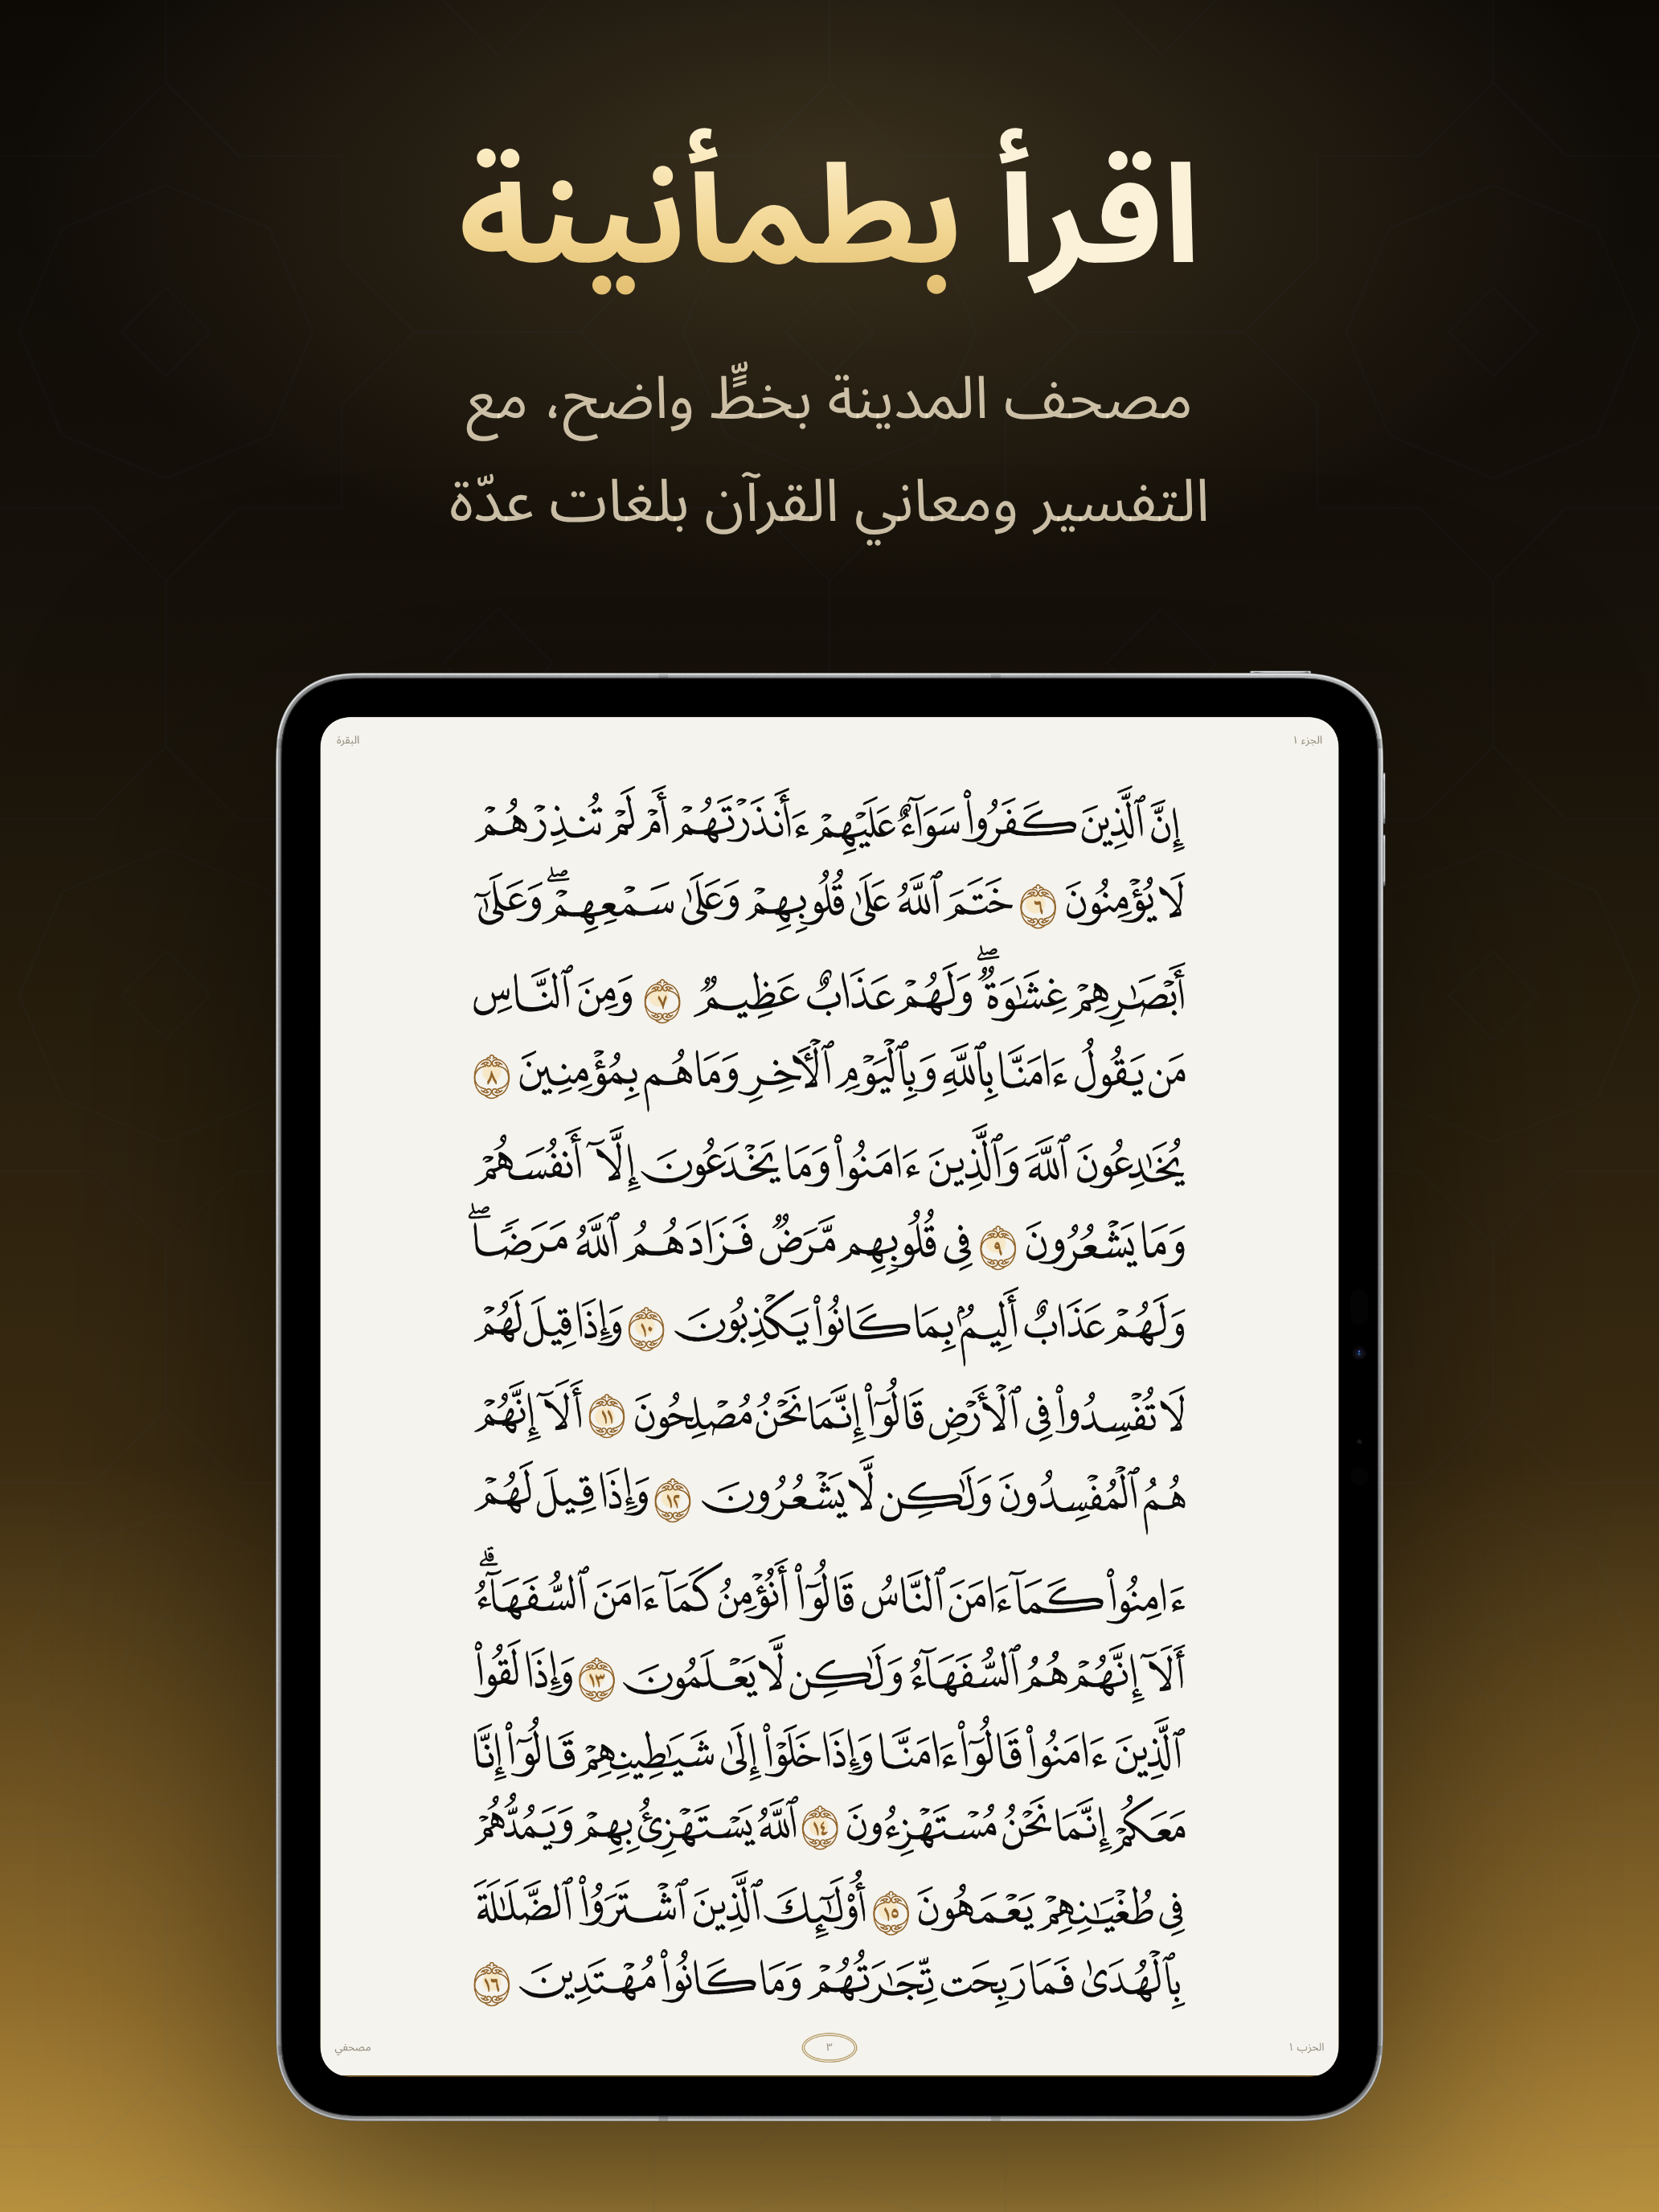 اقرأ بطمأنينة
مصحف المدينة بخطٍّ واضح، مع
التفسير ومعاني القرآن بلغات عدّة
الجزء ١
البقرة
إِنَّ ٱلَّذِينَ كَفَرُوا۟ سَوَآءٌ عَلَيْهِمْ ءَأَنذَرْتَهُمْ أَمْ لَمْ تُنذِرْهُمْ
لَا يُؤْمِنُونَ ٦ خَتَمَ ٱللَّهُ عَلَىٰ قُلُوبِهِمْ وَعَلَىٰ سَمْعِهِمْ ۖ وَعَلَىٰٓ
أَبْصَـٰرِهِمْ غِشَـٰوَةٌ ۖ وَلَهُمْ عَذَابٌ عَظِيمٌ ٧ وَمِنَ ٱلنَّاسِ
مَن يَقُولُ ءَامَنَّا بِٱللَّهِ وَبِٱلْيَوْمِ ٱلْـَٔاخِرِ وَمَا هُم بِمُؤْمِنِينَ ٨
يُخَـٰدِعُونَ ٱللَّهَ وَٱلَّذِينَ ءَامَنُوا۟ وَمَا يَخْدَعُونَ إِلَّآ أَنفُسَهُمْ
وَمَا يَشْعُرُونَ ٩ فِى قُلُوبِهِم مَّرَضٌ فَزَادَهُمُ ٱللَّهُ مَرَضًا ۖ
وَلَهُمْ عَذَابٌ أَلِيمٌۢ بِمَا كَانُوا۟ يَكْذِبُونَ ١٠ وَإِذَا قِيلَ لَهُمْ
لَا تُفْسِدُوا۟ فِى ٱلْأَرْضِ قَالُوٓا۟ إِنَّمَا نَحْنُ مُصْلِحُونَ ١١ أَلَآ إِنَّهُمْ
هُمُ ٱلْمُفْسِدُونَ وَلَـٰكِن لَّا يَشْعُرُونَ ١٢ وَإِذَا قِيلَ لَهُمْ
ءَامِنُوا۟ كَمَآ ءَامَنَ ٱلنَّاسُ قَالُوٓا۟ أَنُؤْمِنُ كَمَآ ءَامَنَ ٱلسُّفَهَآءُ ۗ
أَلَآ إِنَّهُمْ هُمُ ٱلسُّفَهَآءُ وَلَـٰكِن لَّا يَعْلَمُونَ ١٣ وَإِذَا لَقُوا۟
ٱلَّذِينَ ءَامَنُوا۟ قَالُوٓا۟ ءَامَنَّا وَإِذَا خَلَوْا۟ إِلَىٰ شَيَـٰطِينِهِمْ قَالُوٓا۟ إِنَّا
مَعَكُمْ إِنَّمَا نَحْنُ مُسْتَهْزِءُونَ ١٤ ٱللَّهُ يَسْتَهْزِئُ بِهِمْ وَيَمُدُّهُمْ
فِى طُغْيَـٰنِهِمْ يَعْمَهُونَ ١٥ أُو۟لَـٰٓئِكَ ٱلَّذِينَ ٱشْتَرَوُا۟ ٱلضَّلَـٰلَةَ
بِٱلْهُدَىٰ فَمَا رَبِحَت تِّجَـٰرَتُهُمْ وَمَا كَانُوا۟ مُهْتَدِينَ ١٦
الحزب ١
٣
مصحفي